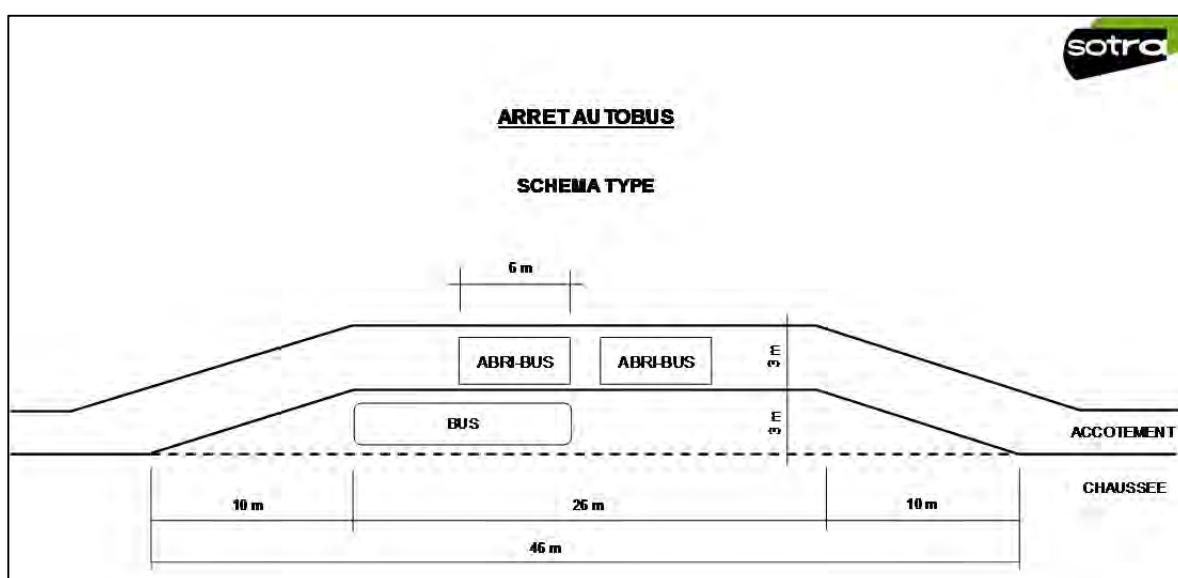 sotra
ARRET AUTOBUS
SCHEMA TYPE
6 m
ABRI-BUS ABRI-BUS
3 m
BUS
3 m
ACCOTEMENT
CHAUSSEE
10 m 26 m 10 m
46 m